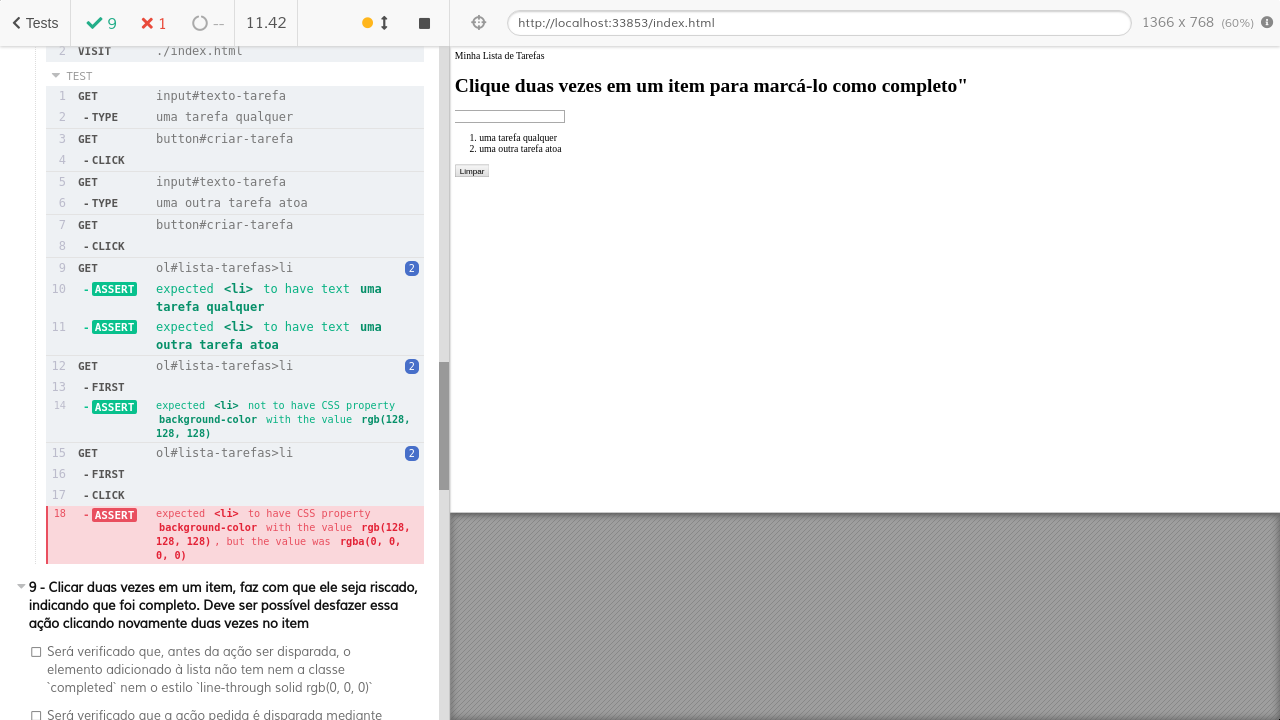 Tests
9
1
--
11.42
http://localhost:33853/index.html
1366 x 768 (60%)
2 VISIT ./index.html
TEST
1 GET input#texto-tarefa
2 -TYPE uma tarefa qualquer
3 GET button#criar-tarefa
4 -CLICK
5 GET input#texto-tarefa
6 -TYPE uma outra tarefa atoa
7 GET button#criar-tarefa
8 -CLICK
9 GET ol#lista-tarefas>li 2
10 -ASSERT expected <li> to have text uma
tarefa qualquer
11 -ASSERT expected <li> to have text uma
outra tarefa atoa
12 GET ol#lista-tarefas>li 2
13 -FIRST
14 -ASSERT expected <li> not to have CSS property
background-color with the value rgb(128,
128, 128)
15 GET ol#lista-tarefas>li 2
16 -FIRST
17 -CLICK
18 -ASSERT expected <li> to have CSS property
background-color with the value rgb(128,
128, 128), but the value was rgba(0, 0,
0, 0)
9 - Clicar duas vezes em um item, faz com que ele seja riscado,
indicando que foi completo. Deve ser possível desfazer essa
ação clicando novamente duas vezes no item
Será verificado que, antes da ação ser disparada, o
elemento adicionado à lista não tem nem a classe
`completed` nem o estilo `line-through solid rgb(0, 0, 0)`
Será verificado que a ação pedida é disparada mediante
Minha Lista de Tarefas
Clique duas vezes em um item para marcá-lo como completo"
1. uma tarefa qualquer
2. uma outra tarefa atoa
Limpar